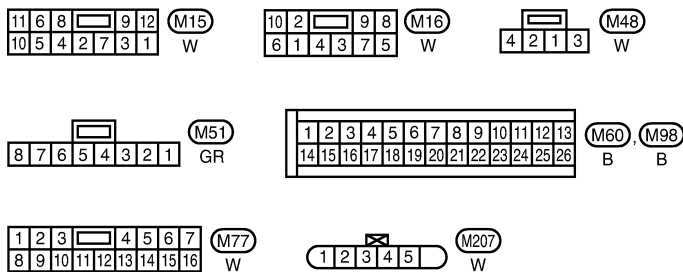 11 6 8 9 12 M15
10 5 4 2 7 3 1 W
10 2 9 8 M16
6 1 4 3 7 5 W
4 2 1 3 M48
W
M51
8 7 6 5 4 3 2 1 GR
1 2 3 4 5 6 7 8 9 10 11 12 13 M60 , M98
14 15 16 17 18 19 20 21 22 23 24 25 26 B B
1 2 3 4 5 6 7 M77
8 9 10 11 12 13 14 15 16 W
1 2 3 4 5 M207
W